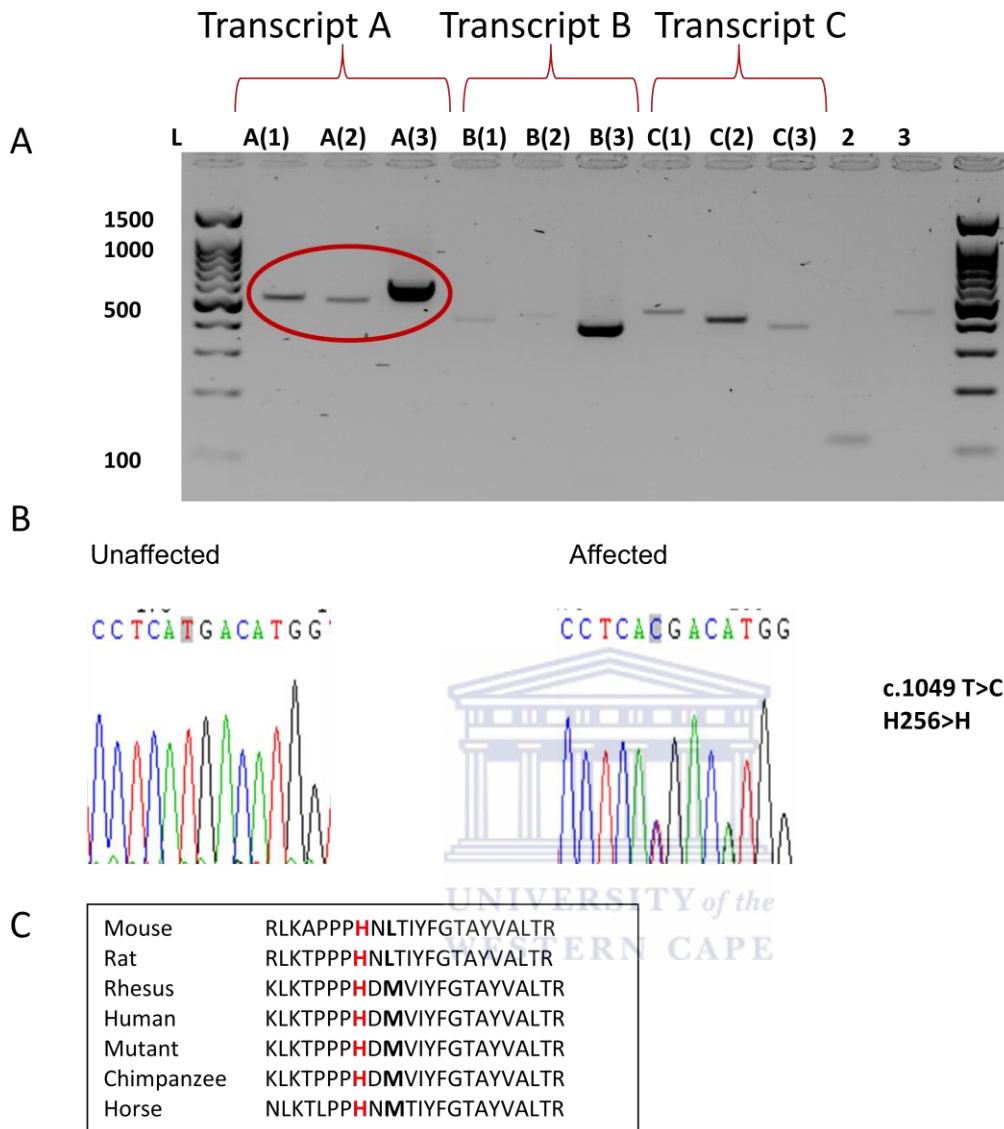 Transcript A Transcript B Transcript C
A
L A(1) A(2) A(3) B(1) B(2) B(3) C(1) C(2) C(3) 2 3
1500
1000
500
100
B
Unaffected Affected
CCTCATGACATGG CCTCACGACATGG
c.1049 T>C
H256>H
UNIVERSITY of the
WESTERN CAPE
C
Mouse RLKAPPPHNLTIYFGTAYVALTR
Rat RLKTPPPHNLTIYFGTAYVALTR
Rhesus KLKTPPPHDMVIYFGTAYVALTR
Human KLKTPPPHDMVIYFGTAYVALTR
Mutant KLKTPPPHDMVIYFGTAYVALTR
Chimpanzee KLKTPPPHDMVIYFGTAYVALTR
Horse NLKTLPPHNMTIYFGTAYVALTR